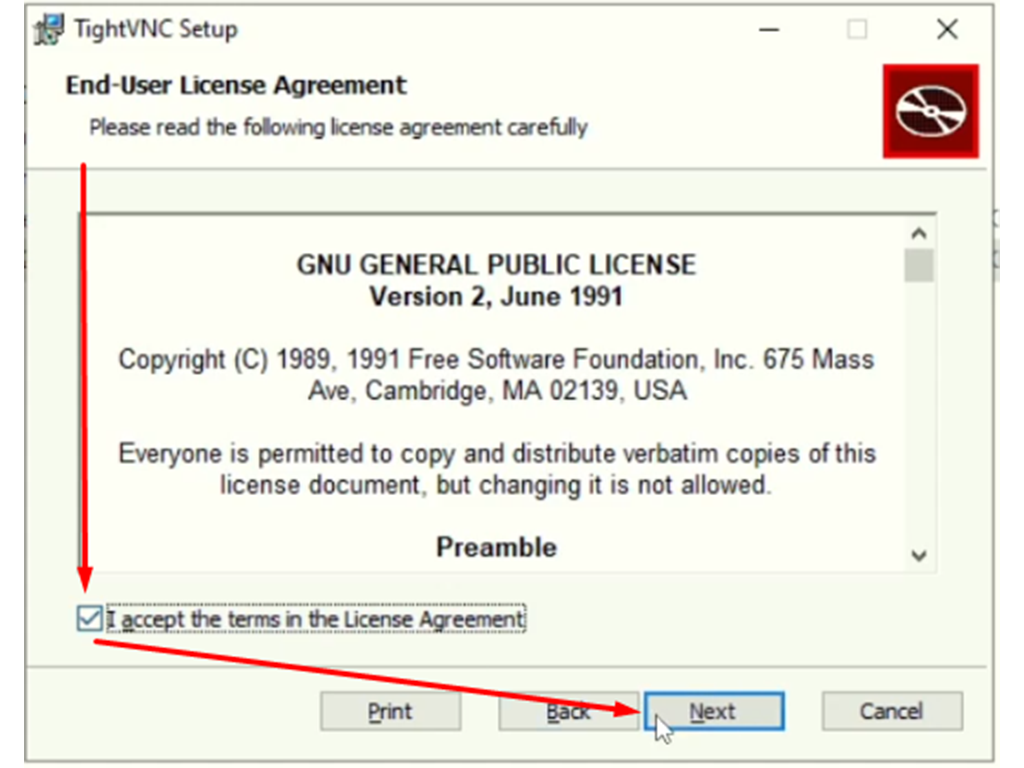 TightVNC Setup
End-User License Agreement
Please read the following license agreement carefully
GNU GENERAL PUBLIC LICENSE
Version 2, June 1991
Copyright (C) 1989, 1991 Free Software Foundation, Inc. 675 Mass
Ave, Cambridge, MA 02139, USA
Everyone is permitted to copy and distribute verbatim copies of this
license document, but changing it is not allowed.
Preamble
I accept the terms in the License Agreement
Print
Back
Next
Cancel